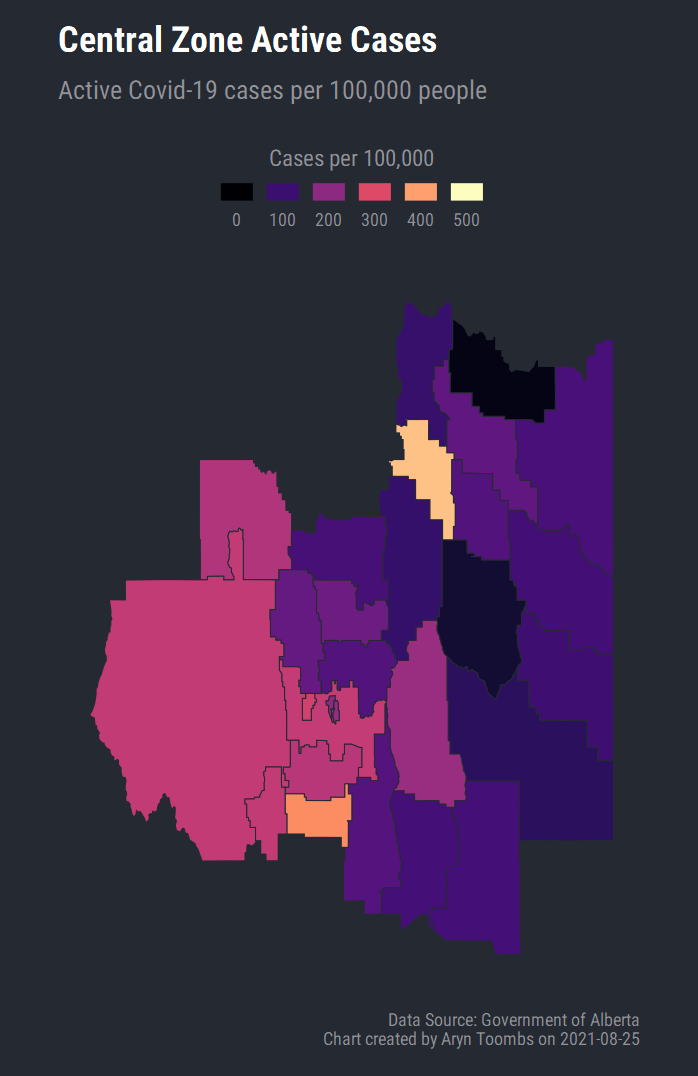 Central Zone Active Cases
Active Covid-19 cases per 100,000 people
Cases per 100,000
0 100 200 300 400 500
Data Source: Government of Alberta
Chart created by Aryn Toombs on 2021-08-25